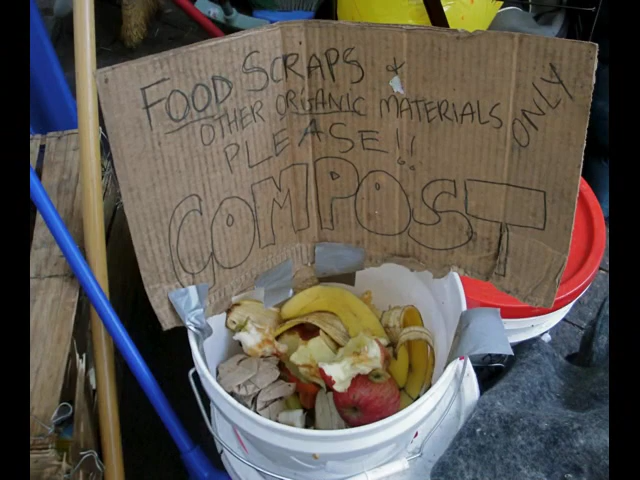 FOOD SCRAPS &
OTHER ORGANIC MATERIALS ONLY
PLEASE!!
COMPOST